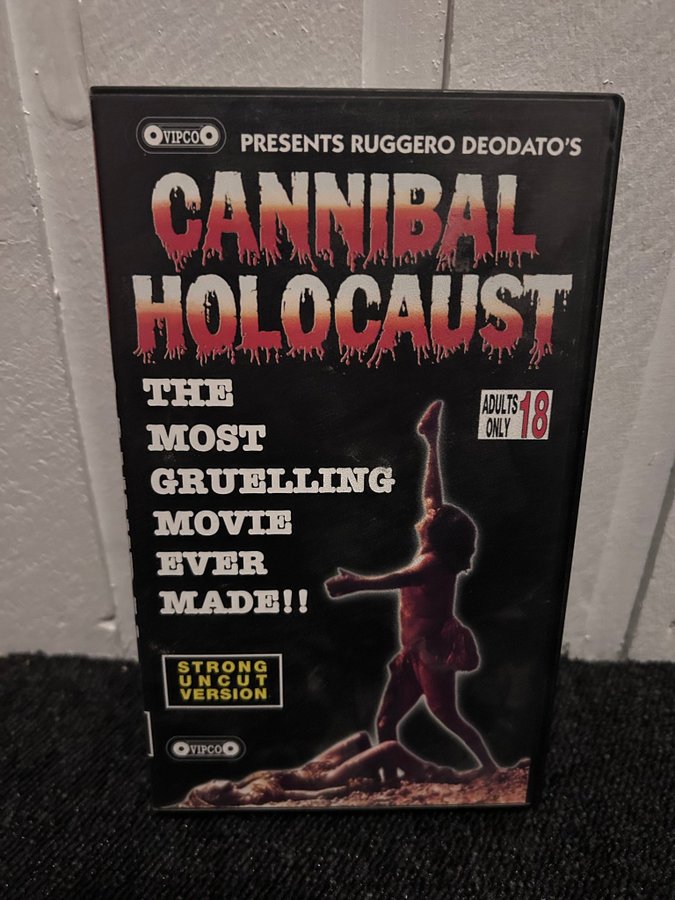 VIPCO
PRESENTS RUGGERO DEODATO'S
CANNIBAL
HOLOCAUST
THE
MOST
GRUELLING
MOVIE
EVER
MADE!!
ADULTS
ONLY
18
STRONG
UNCUT
VERSION
VIPCO